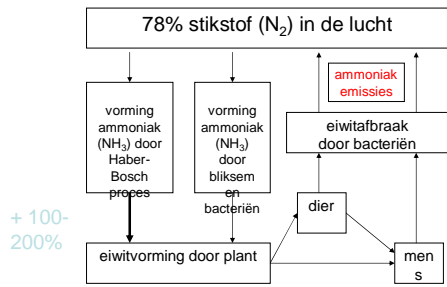 78% stikstof (N₂) in de lucht
ammoniak
emissies
vorming
ammoniak
(NH₃) door
Haber-
Bosch
proces
vorming
ammoniak
(NH₃)
door
bliksem
en
bacteriën
eiwitafbraak
door bacteriën
dier
+ 100-
200%
eiwitvorming door plant
men
s